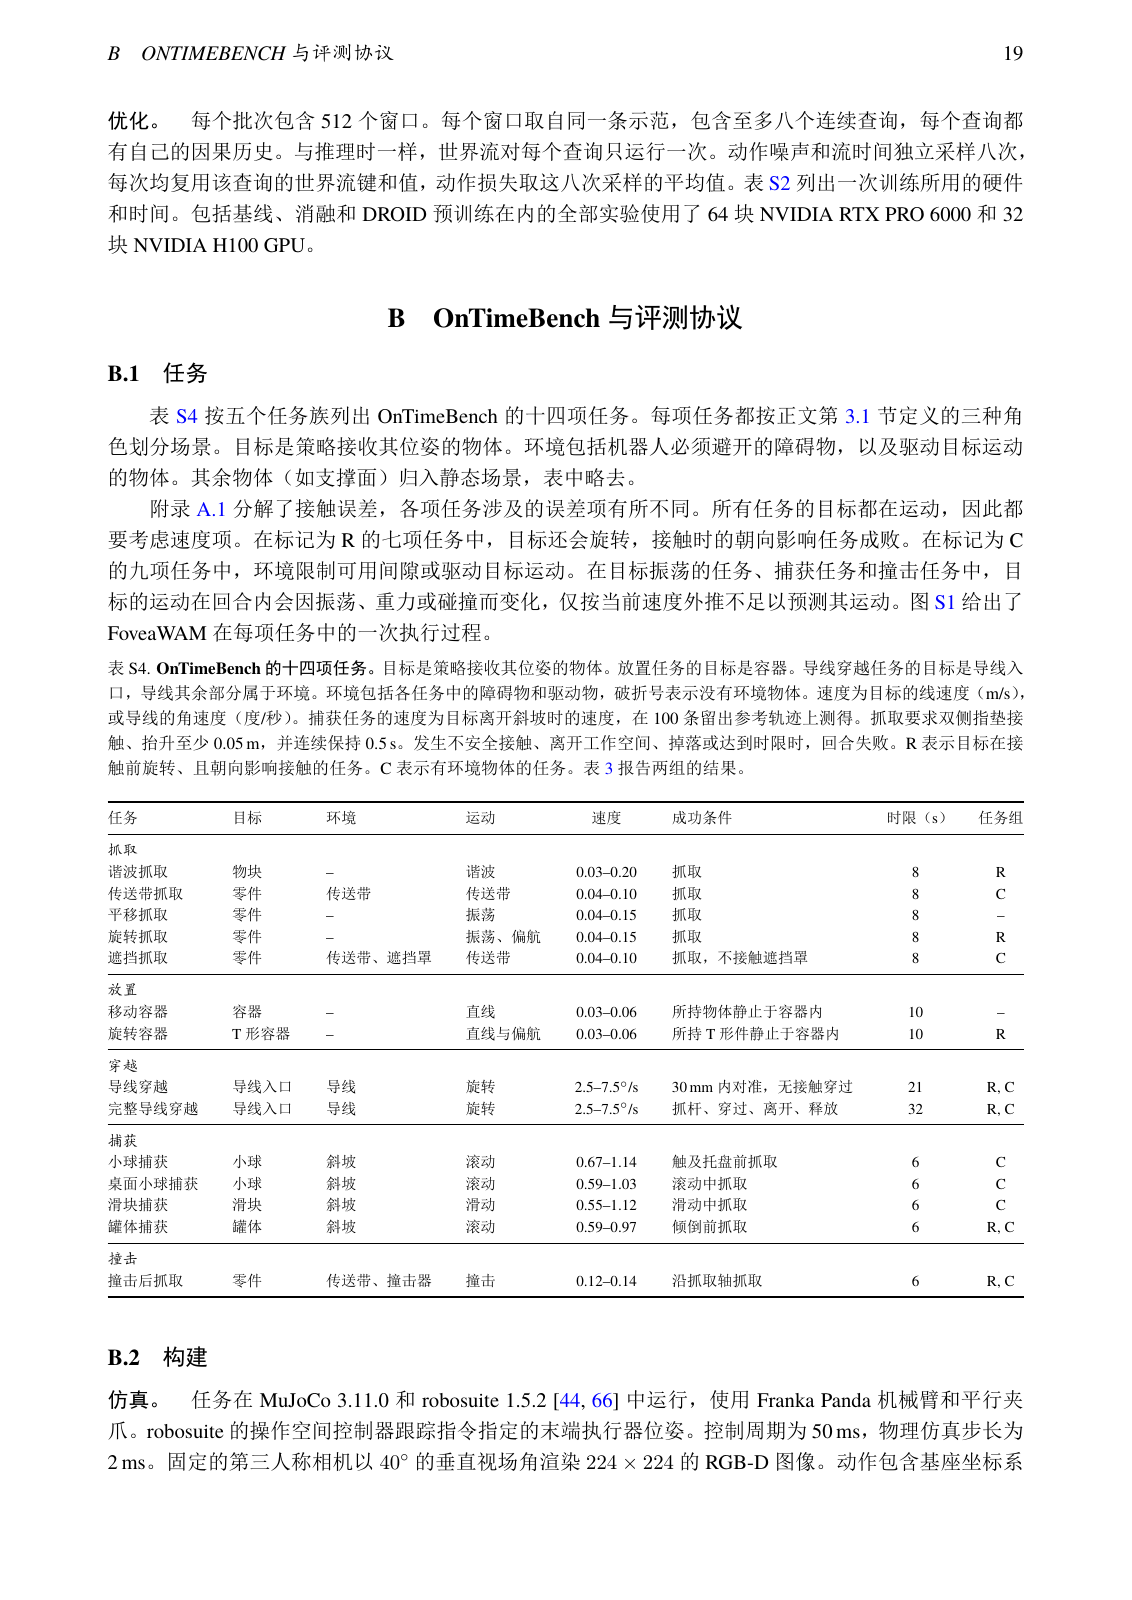 B ONTIMEBENCH 与评测协议 19
优化。 每个批次包含 512 个窗口。每个窗口取自同一条示范，包含至多八个连续查询，每个查询都
有自己的因果历史。与推理时一样，世界流对每个查询只运行一次。动作噪声和流时间独立采样八次，
每次均复用该查询的世界流键和值，动作损失取这八次采样的平均值。表 S2 列出一次训练所用的硬件
和时间。包括基线、消融和 DROID 预训练在内的全部实验使用了 64 块 NVIDIA RTX PRO 6000 和 32
块 NVIDIA H100 GPU。
B OnTimeBench 与评测协议
B.1 任务
表 S4 按五个任务族列出 OnTimeBench 的十四项任务。每项任务都按正文第 3.1 节定义的三种角
色划分场景。目标是策略接收其位姿的物体。环境包括机器人必须避开的障碍物，以及驱动目标运动
的物体。其余物体（如支撑面）归入静态场景，表中略去。
附录 A.1 分解了接触误差，各项任务涉及的误差项有所不同。所有任务的目标都在运动，因此都
要考虑速度项。在标记为 R 的七项任务中，目标还会旋转，接触时的朝向影响任务成败。在标记为 C
的九项任务中，环境限制可用间隙或驱动目标运动。在目标振荡的任务、捕获任务和撞击任务中，目
标的运动在回合内会因振荡、重力或碰撞而变化，仅按当前速度外推不足以预测其运动。图 S1 给出了
FoveaWAM 在每项任务中的一次执行过程。
表 S4. OnTimeBench 的十四项任务。目标是策略接收其位姿的物体。放置任务的目标是容器。导线穿越任务的目标是导线入
口，导线其余部分属于环境。环境包括各任务中的障碍物和驱动物，破折号表示没有环境物体。速度为目标的线速度（m/s），
或导线的角速度（度/秒）。捕获任务的速度为目标离开斜坡时的速度，在 100 条留出参考轨迹上测得。抓取要求双侧指垫接
触、抬升至少 0.05 m，并连续保持 0.5 s。发生不安全接触、离开工作空间、掉落或达到时限时，回合失败。R 表示目标在接
触前旋转、且朝向影响接触的任务。C 表示有环境物体的任务。表 3 报告两组的结果。
任务 目标 环境 运动 速度 成功条件 时限（s） 任务组
抓取
谐波抓取 物块 – 谐波 0.03–0.20 抓取 8 R
传送带抓取 零件 传送带 传送带 0.04–0.10 抓取 8 C
平移抓取 零件 – 振荡 0.04–0.15 抓取 8 –
旋转抓取 零件 – 振荡、偏航 0.04–0.15 抓取 8 R
遮挡抓取 零件 传送带、遮挡罩 传送带 0.04–0.10 抓取，不接触遮挡罩 8 C
放置
移动容器 容器 – 直线 0.03–0.06 所持物体静止于容器内 10 –
旋转容器 T 形容器 – 直线与偏航 0.03–0.06 所持 T 形件静止于容器内 10 R
穿越
导线穿越 导线入口 导线 旋转 2.5–7.5°/s 30 mm 内对准，无接触穿过 21 R, C
完整导线穿越 导线入口 导线 旋转 2.5–7.5°/s 抓杆、穿过、离开、释放 32 R, C
捕获
小球捕获 小球 斜坡 滚动 0.67–1.14 触及托盘前抓取 6 C
桌面小球捕获 小球 斜坡 滚动 0.59–1.03 滚动中抓取 6 C
滑块捕获 滑块 斜坡 滑动 0.55–1.12 滑动中抓取 6 C
罐体捕获 罐体 斜坡 滚动 0.59–0.97 倾倒前抓取 6 R, C
撞击
撞击后抓取 零件 传送带、撞击器 撞击 0.12–0.14 沿抓取轴抓取 6 R, C
B.2 构建
仿真。 任务在 MuJoCo 3.11.0 和 robosuite 1.5.2 [44, 66] 中运行，使用 Franka Panda 机械臂和平行夹
爪。robosuite 的操作空间控制器跟踪指令指定的末端执行器位姿。控制周期为 50 ms，物理仿真步长为
2 ms。固定的第三人称相机以 40° 的垂直视场角渲染 224 × 224 的 RGB-D 图像。动作包含基座坐标系